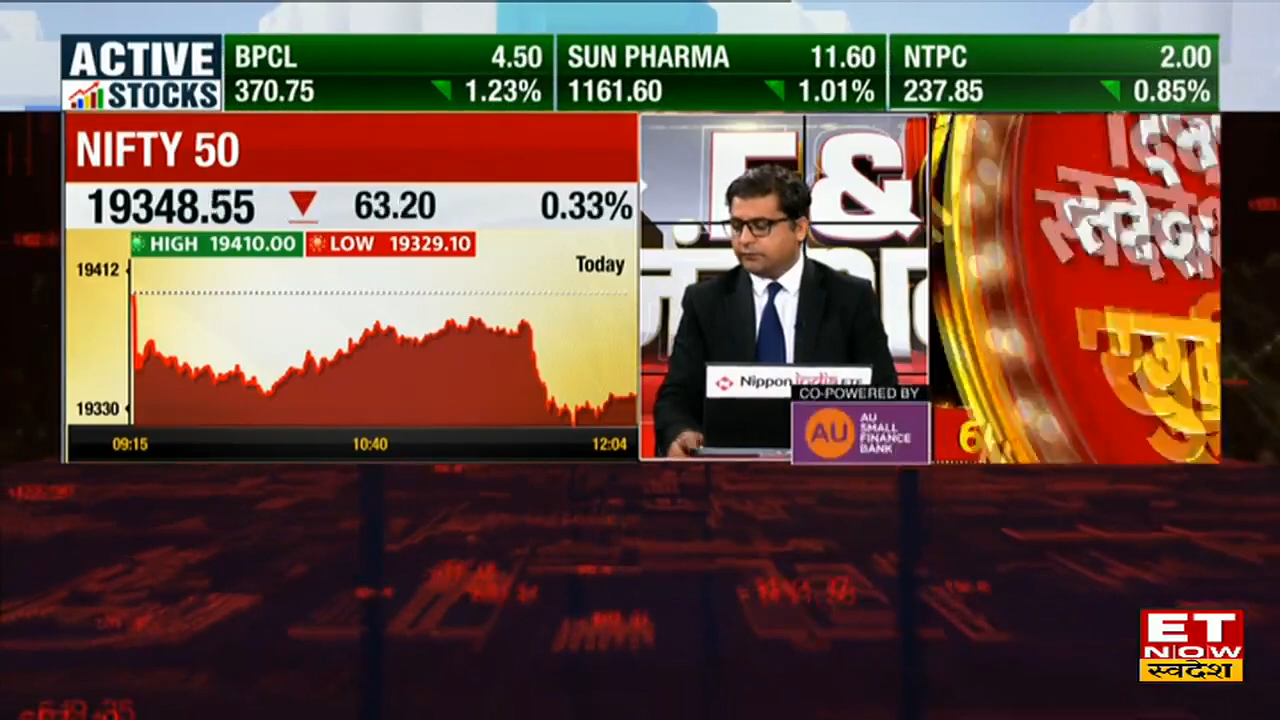 ACTIVE
STOCKS
BPCL 4.50
370.75 1.23%
SUN PHARMA 11.60
1161.60 1.01%
NTPC 2.00
237.85 0.85%
NIFTY 50
19348.55 63.20 0.33%
HIGH 19410.00 LOW 19329.10
Today
19412
19330
09:15 10:40 12:04
F&
Nippon india ETF
CO-POWERED BY
AU
AU
SMALL
FINANCE
BANK
स्वदेश
ET
NOW
स्वदेश